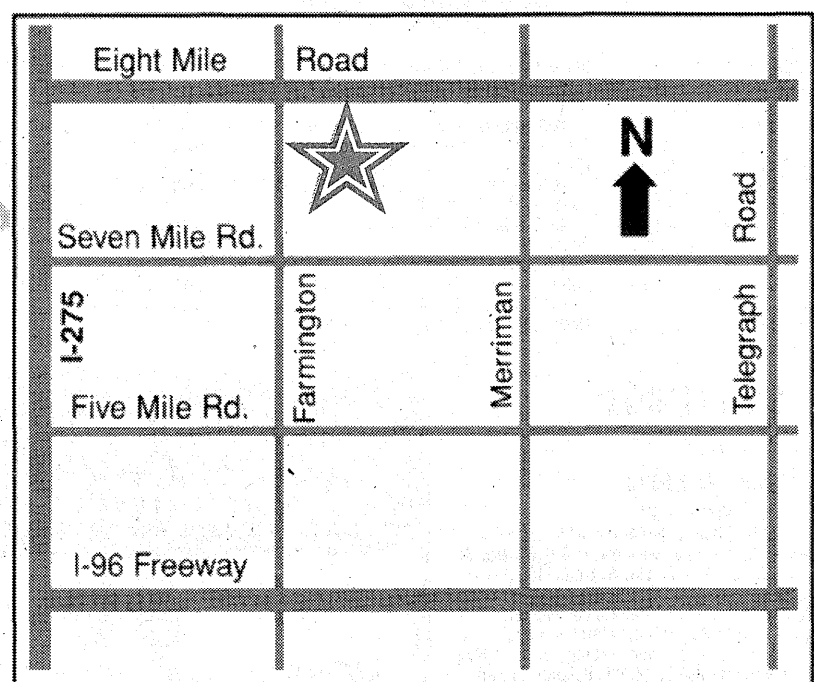 Eight Mile Road
N
Seven Mile Rd.
Road
I-275
Farmington
Merriman
Telegraph
Five Mile Rd.
I-96 Freeway